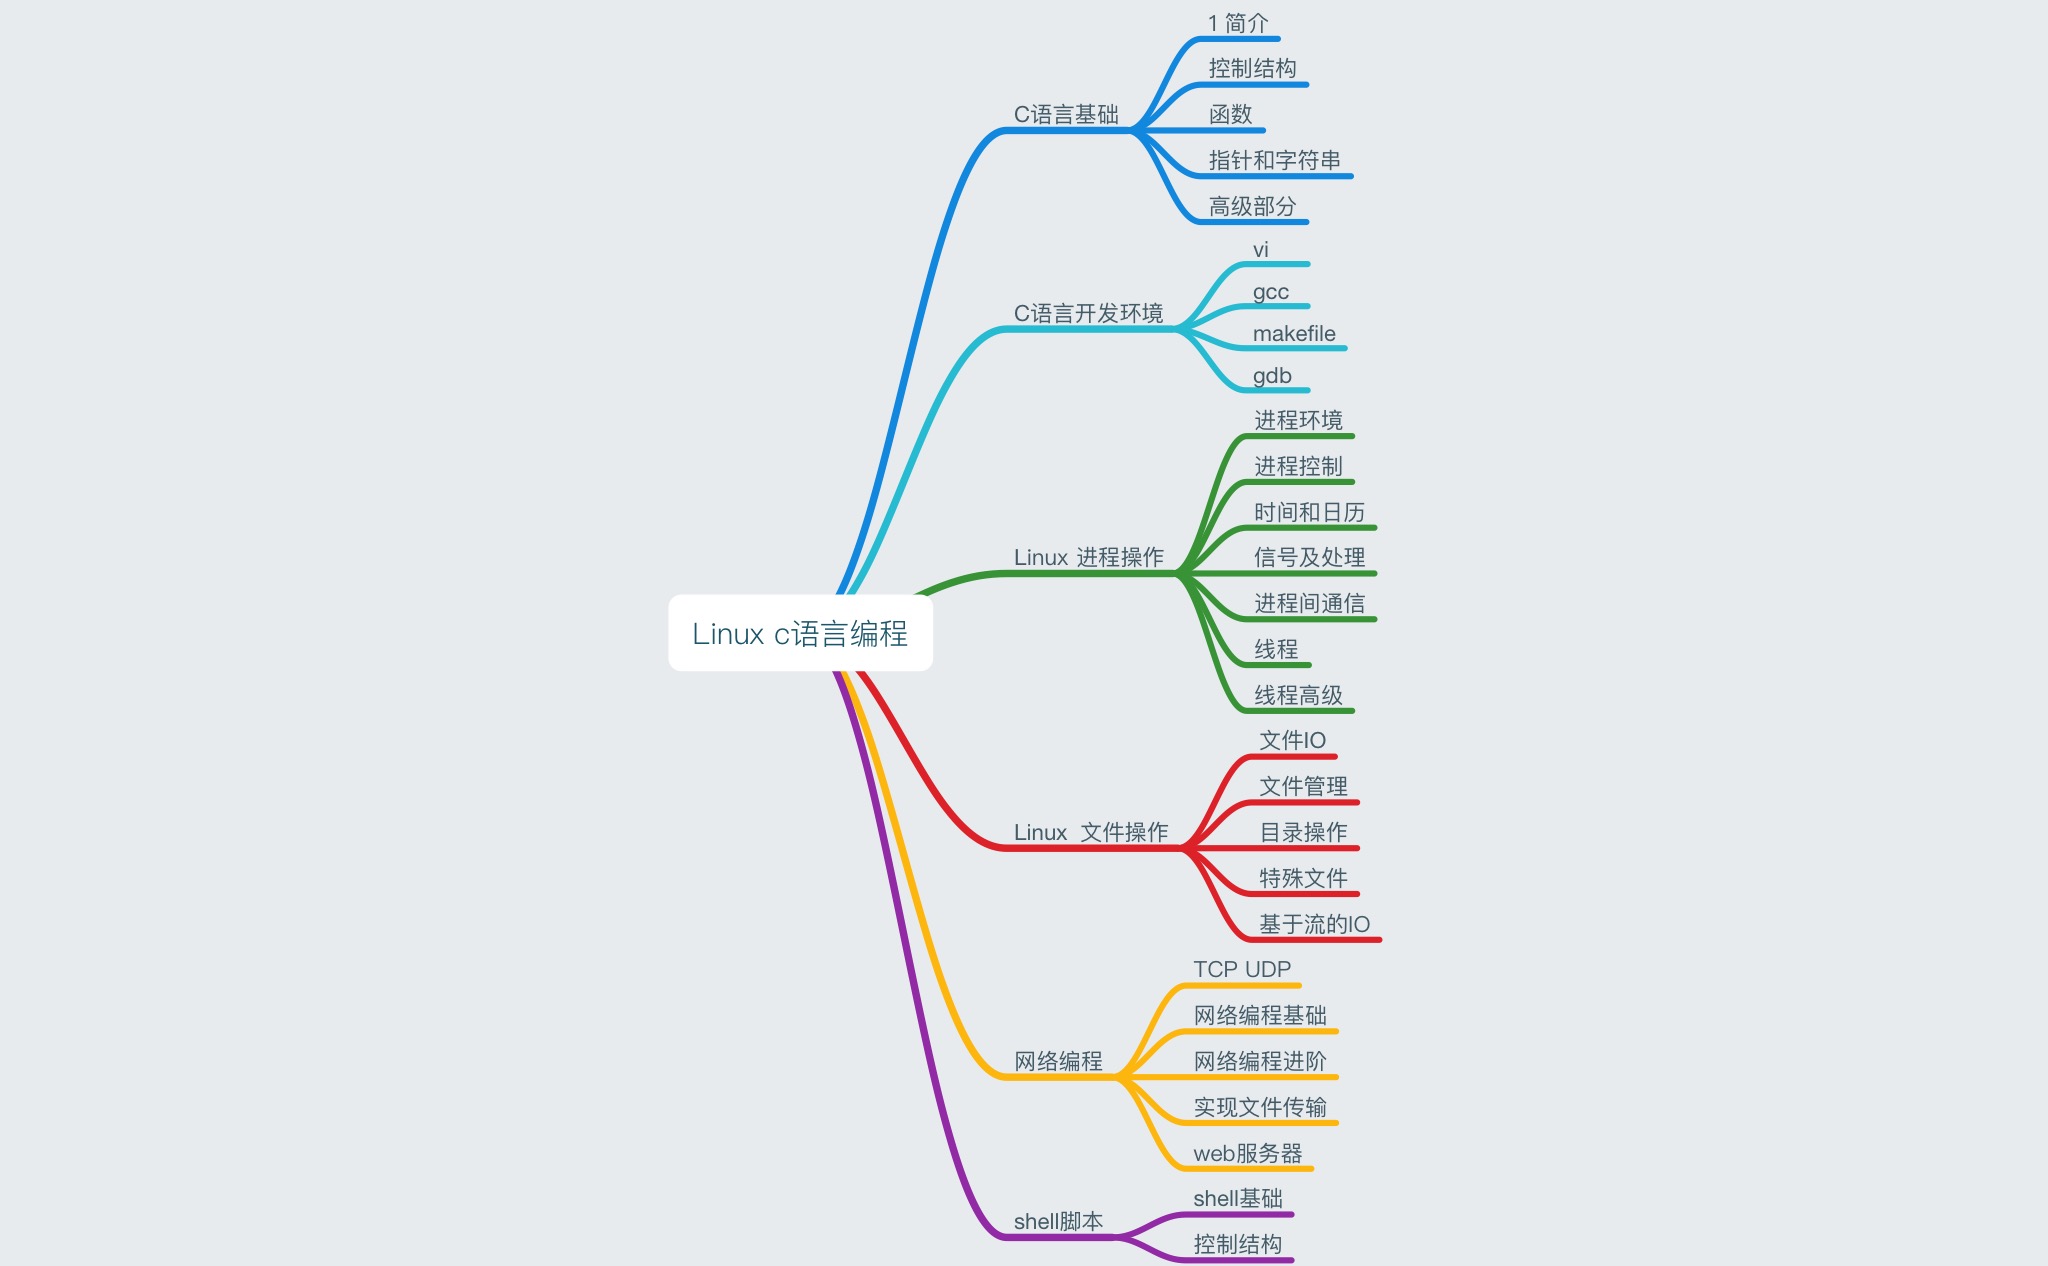 Linux c语言编程
C语言基础
1 简介
控制结构
函数
指针和字符串
高级部分
C语言开发环境
vi
gcc
makefile
gdb
Linux 进程操作
进程环境
进程控制
时间和日历
信号及处理
进程间通信
线程
线程高级
Linux 文件操作
文件IO
文件管理
目录操作
特殊文件
基于流的IO
网络编程
TCP UDP
网络编程基础
网络编程进阶
实现文件传输
web服务器
shell脚本
shell基础
控制结构